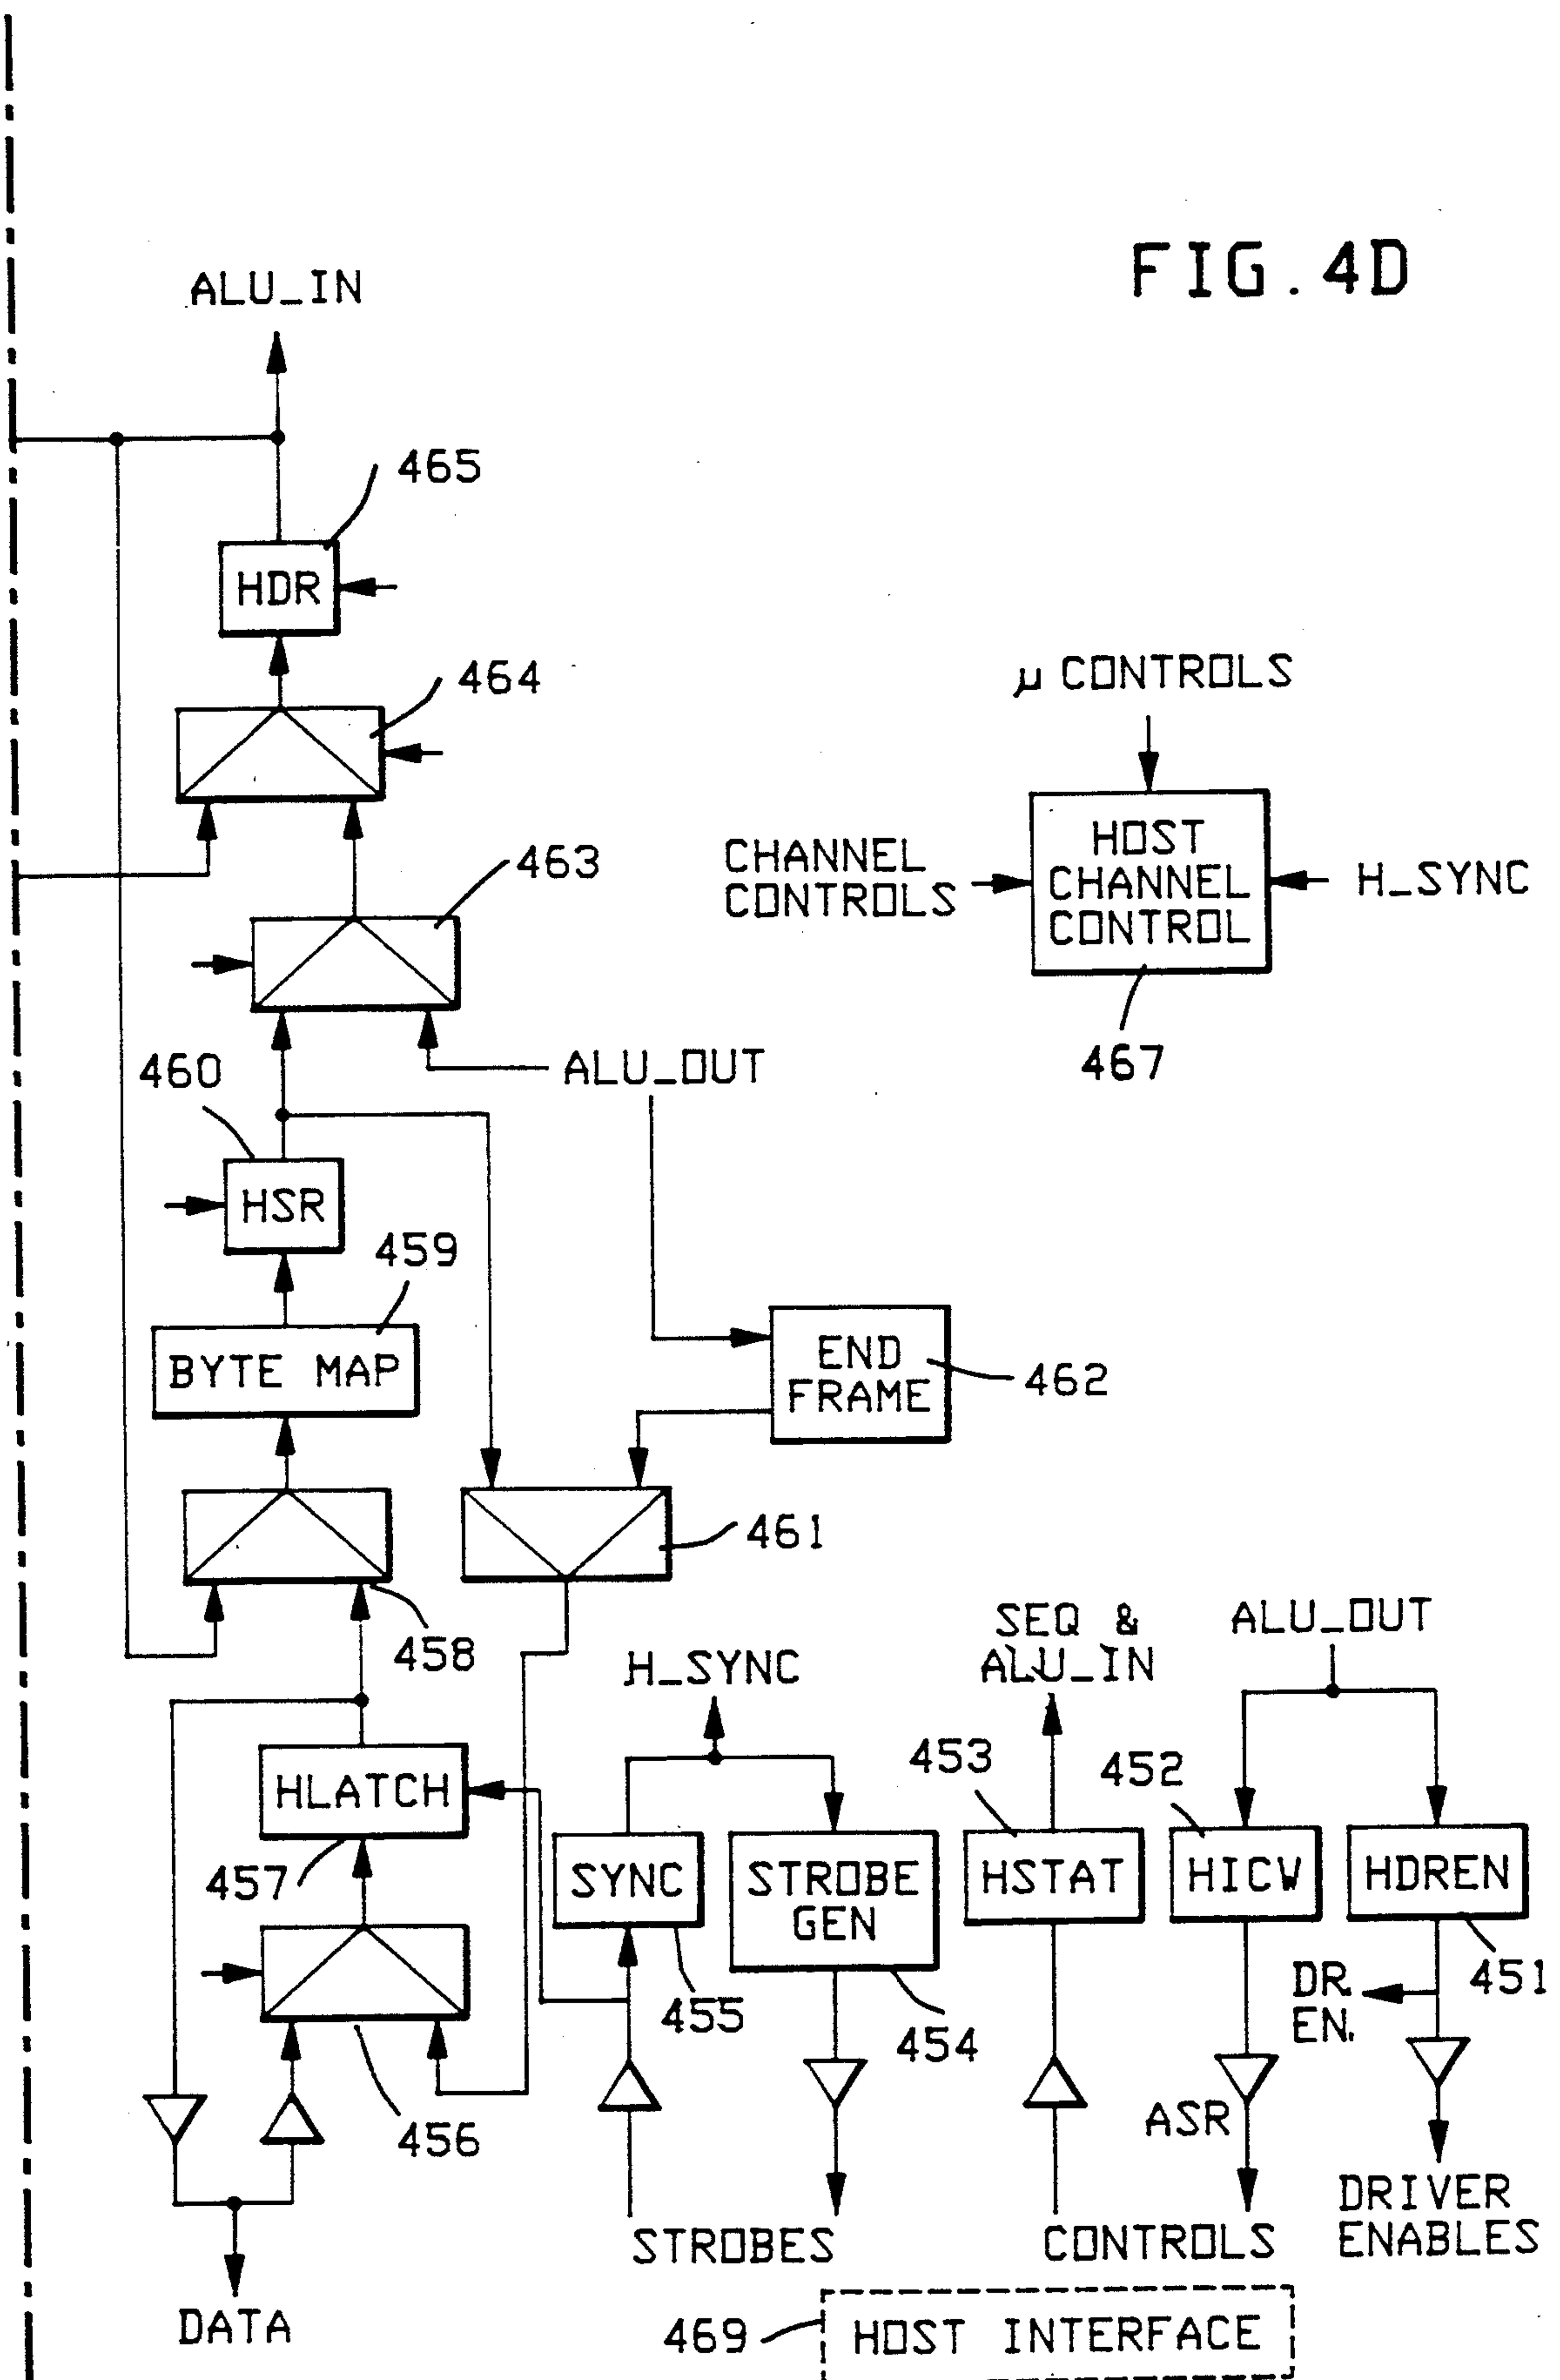 FIG. 4D
ALU_IN
465
HDR
464
463
μ CONTROLS
HOST
CHANNEL
CONTROL
CHANNEL
CONTROLS
H_SYNC
467
ALU_OUT
460
HSR
459
BYTE MAP
END
FRAME
462
461
458
H_SYNC
SEQ &
ALU_IN
ALU_OUT
453
452
HLATCH
457
SYNC
STROBE
GEN
HSTAT
HICW
HDREN
455
454
451
DR.
EN.
456
ASR
STROBES
CONTROLS
DRIVER
ENABLES
DATA
469
HOST INTERFACE